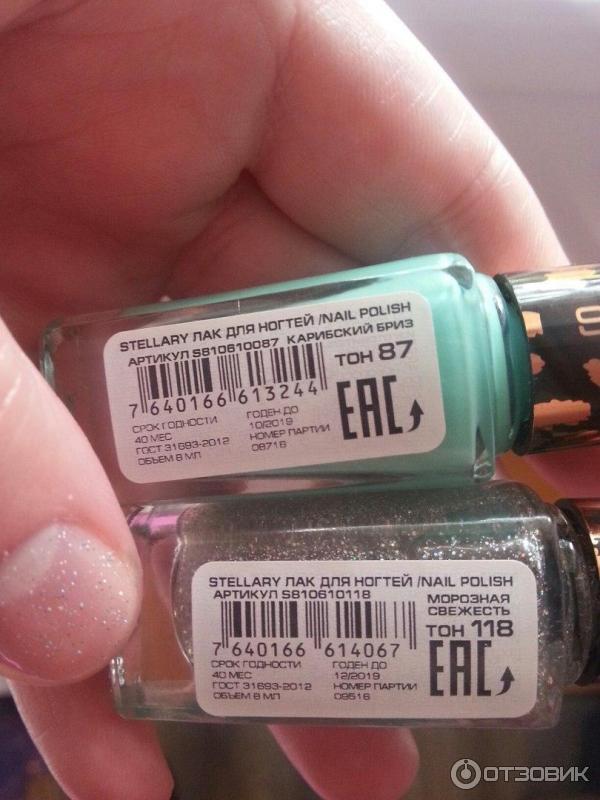 STELLARY ЛАК ДЛЯ НОГТЕЙ /NAIL POLISH
АРТИКУЛ S810610087 КАРИБСКИЙ БРИЗ
ТОН 87
7 640166 613244
СРОК ГОДНОСТИ
40 МЕС
ГОСТ 31693-2012
ОБЪЕМ 8 МЛ
ГОДЕН ДО
10/2019
НОМЕР ПАРТИИ
08716
EAC
S
STELLARY ЛАК ДЛЯ НОГТЕЙ /NAIL POLISH
АРТИКУЛ S810610118
МОРОЗНАЯ
СВЕЖЕСТЬ
ТОН 118
7 640166 614067
СРОК ГОДНОСТИ
40 МЕС
ГОСТ 31693-2012
ОБЪЕМ 8 МЛ
ГОДЕН ДО
12/2019
НОМЕР ПАРТИИ
09516
EAC
ОТЗОВИК